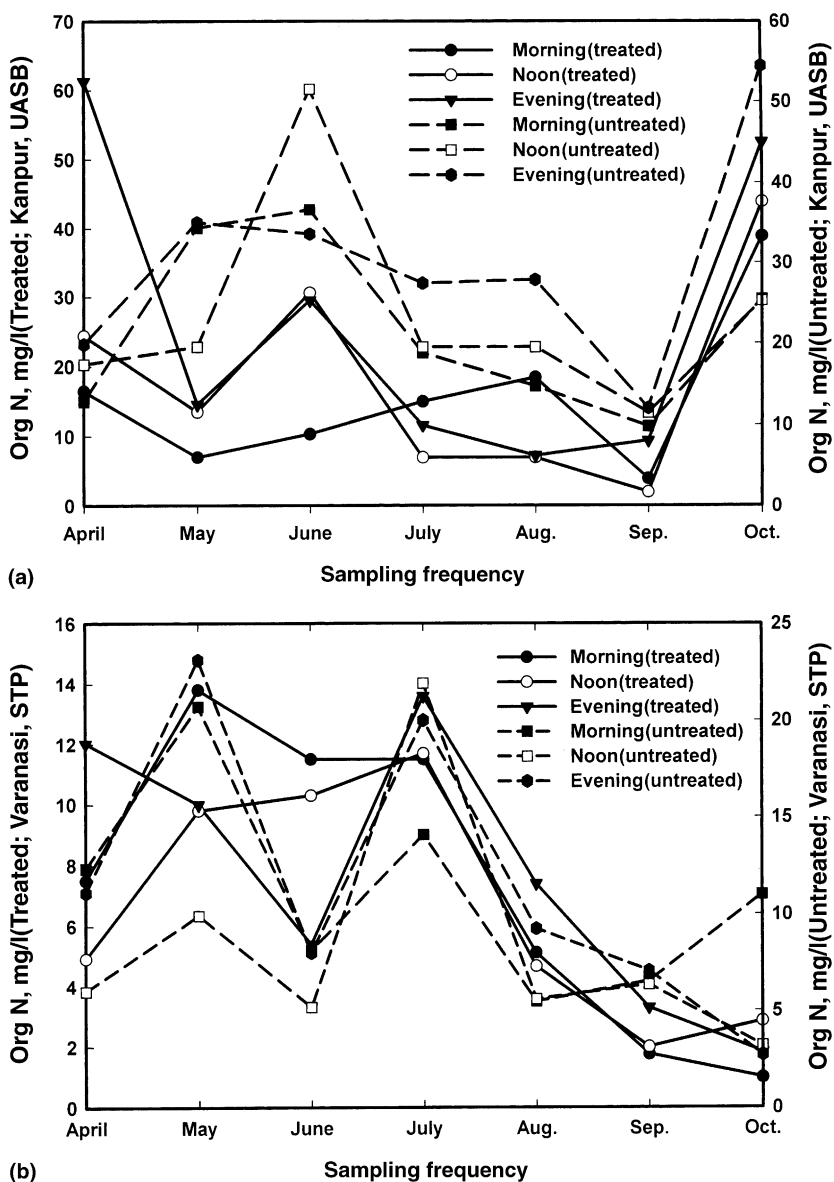 Org N, mg/l(Treated; Kanpur, UASB)
70
60
50
40
30
20
10
0
Morning(treated)
Noon(treated)
Evening(treated)
Morning(untreated)
Noon(untreated)
Evening(untreated)
60
50
40
30
20
10
0
Org N, mg/l(Untreated; Kanpur, UASB)
April May June July Aug. Sep. Oct.
(a)
Sampling frequency
Org N, mg/l(Treated; Varanasi, STP)
16
14
12
10
8
6
4
2
0
Morning(treated)
Noon(treated)
Evening(treated)
Morning(untreated)
Noon(untreated)
Evening(untreated)
25
20
15
10
5
0
Org N, mg/l(Untreated; Varanasi, STP)
April May June July Aug. Sep. Oct.
(b)
Sampling frequency